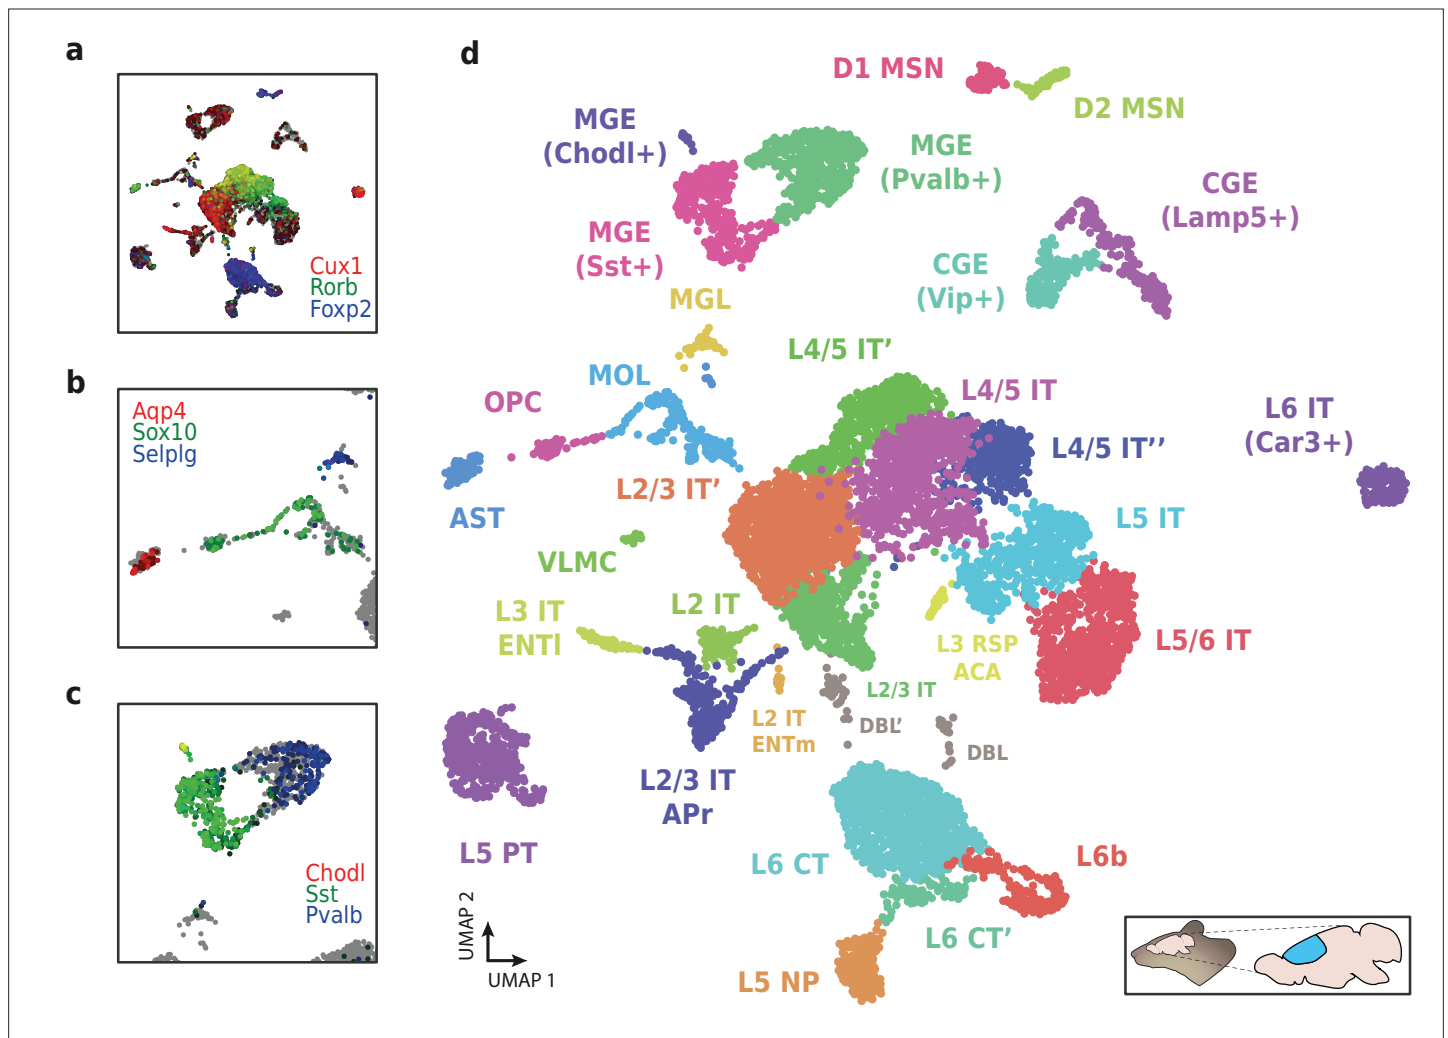 a
Cux1
Rorb
Foxp2
b
Aqp4
Sox10
Selplg
c
Chodl
Sst
Pvalb
d
D1 MSN
D2 MSN
MGE
(Chodl+)
MGE
(Pvalb+)
CGE
(Lamp5+)
MGE
(Sst+)
CGE
(Vip+)
MGL
L4/5 IT’
MOL
L4/5 IT
OPC
L6 IT
(Car3+)
L4/5 IT’’
L2/3 IT’
AST
L5 IT
VLMC
L3 IT
ENTl
L2 IT
L3 RSP
ACA
L5/6 IT
L2/3 IT
L2 IT
ENTm
DBL’
DBL
L2/3 IT
APr
L5 PT
L6 CT
L6b
L6 CT’
L5 NP
UMAP 2
UMAP 1